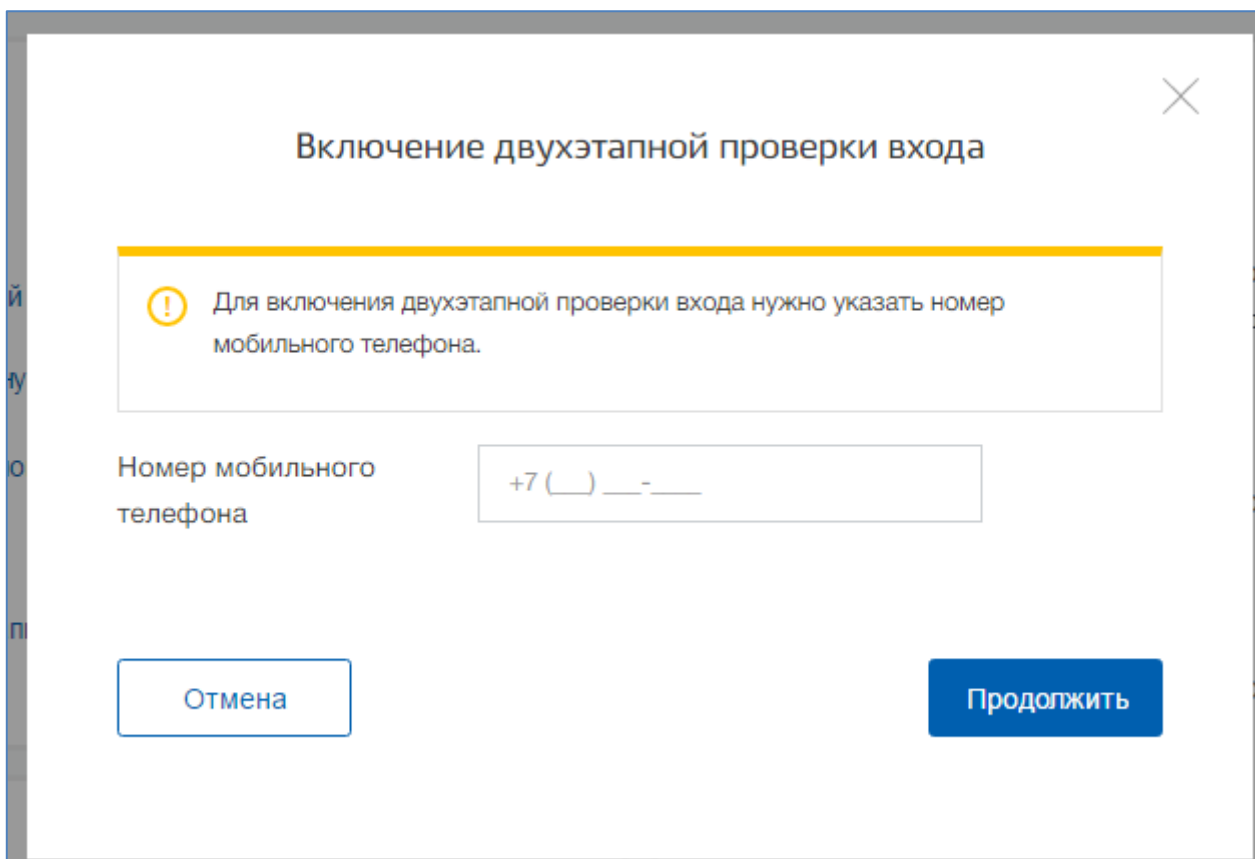 Включение двухэтапной проверки входа
Для включения двухэтапной проверки входа нужно указать номер
мобильного телефона.
Номер мобильного
телефона
+7 (__) ___-____
Отмена
Продолжить